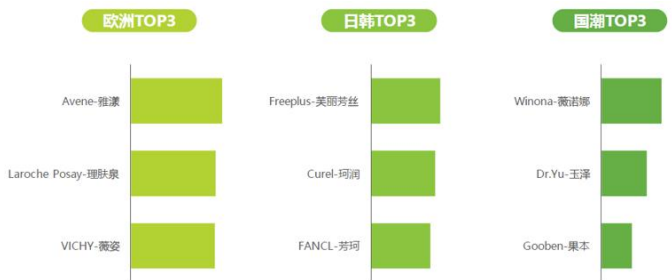 欧洲TOP3
Avene-雅漾
Laroche Posay-理肤泉
VICHY-薇姿
日韩TOP3
Freeplus-芙丽芳丝
Curel-珂润
FANCL-芳珂
国潮TOP3
Winona-薇诺娜
Dr.Yu-玉泽
Gooben-果本